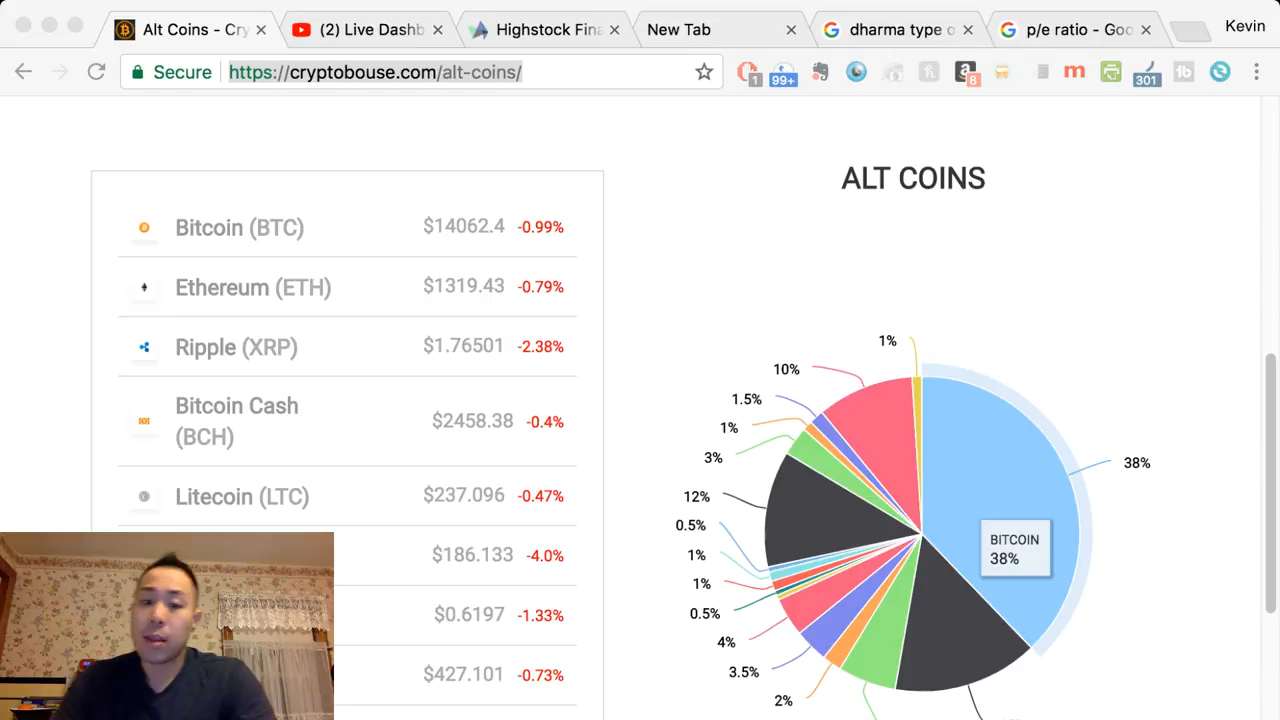 Alt Coins - Cry
(2) Live Dashb
Highstock Fina
New Tab
dharma type o
p/e ratio - Goo
Kevin
Secure
https://cryptobouse.com/alt-coins/
1
99+
8
301
ALT COINS
Bitcoin (BTC) $14062.4 -0.99%
Ethereum (ETH) $1319.43 -0.79%
Ripple (XRP) $1.76501 -2.38%
Bitcoin Cash
(BCH) $2458.38 -0.4%
Litecoin (LTC) $237.096 -0.47%
$186.133 -4.0%
$0.6197 -1.33%
$427.101 -0.73%
1%
10%
1.5%
1%
3%
12%
0.5%
1%
1%
0.5%
4%
3.5%
2%
38%
BITCOIN
38%